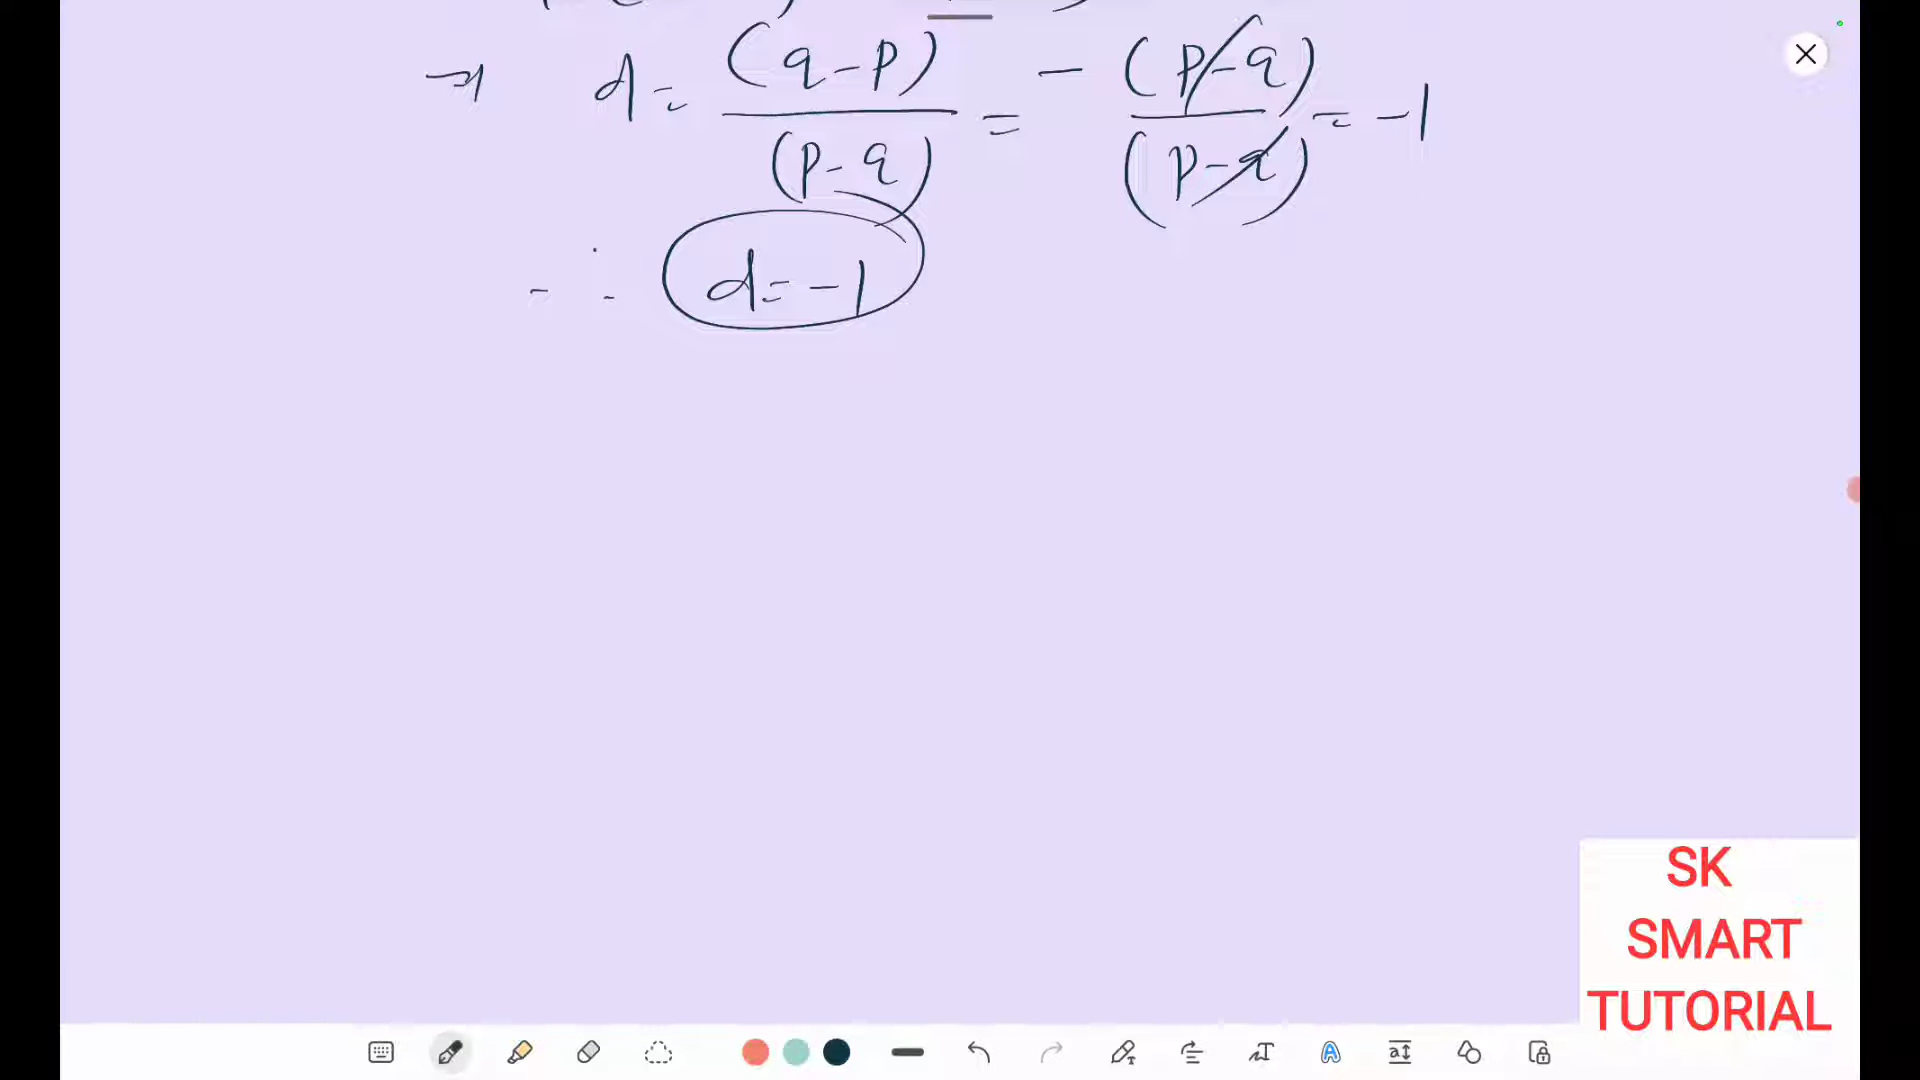 → d = (q-p)/(p-q) = - (p-q)/(p-q) = -1
∴ d = -1
SK
SMART
TUTORIAL